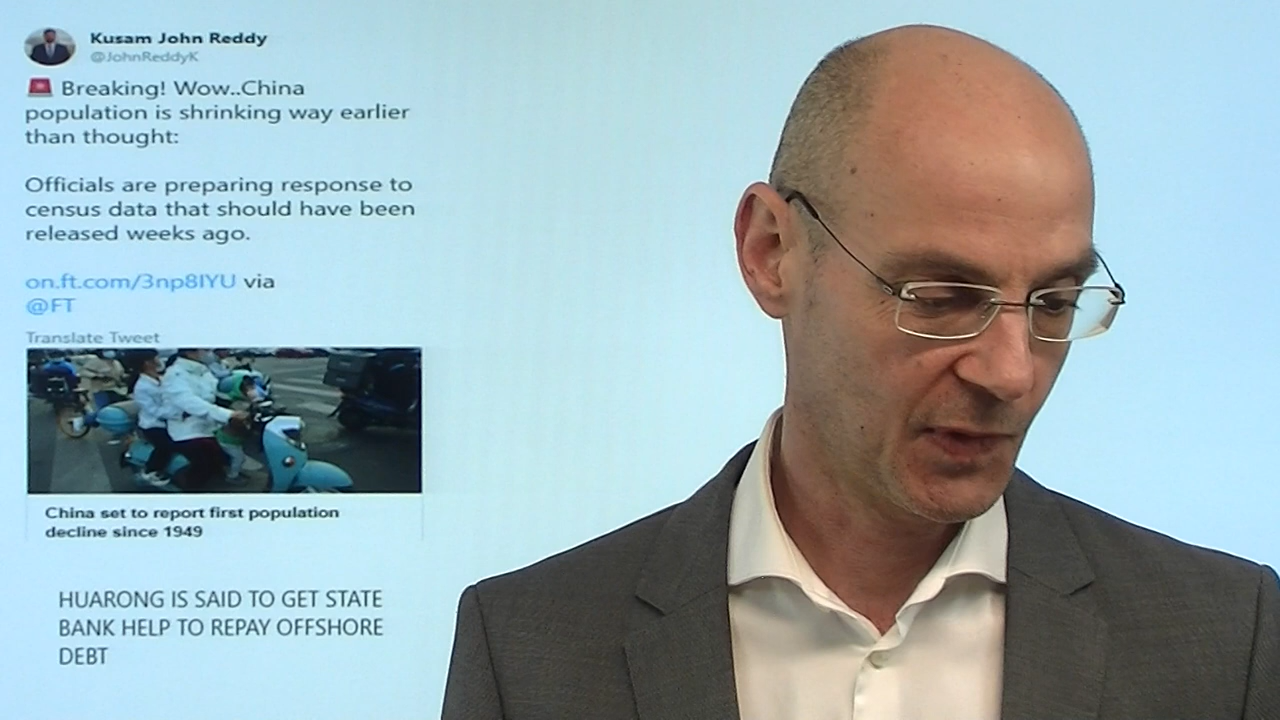 Kusam John Reddy
@JohnReddyK
🚨 Breaking! Wow..China
population is shrinking way earlier
than thought:
Officials are preparing response to
census data that should have been
released weeks ago.
on.ft.com/3np8IYU via
@FT
Translate Tweet
China set to report first population
decline since 1949
HUARONG IS SAID TO GET STATE
BANK HELP TO REPAY OFFSHORE
DEBT